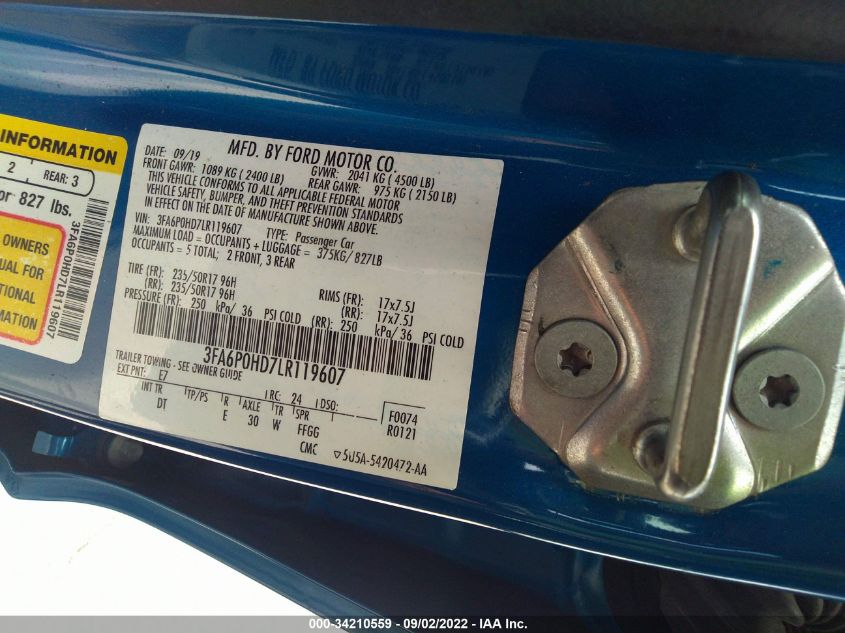 INFORMATION
2 REAR: 3
or 827 lbs.
OWNERS
UAL FOR
TIONAL
MATION
3FA6P0HD7LR119607
MFD. BY FORD MOTOR CO.
DATE: 09/19 GVWR: 2041 KG (4500 LB)
FRONT GAWR: 1089 KG (2400 LB) REAR GAWR: 975 KG (2150 LB)
THIS VEHICLE CONFORMS TO ALL APPLICABLE FEDERAL MOTOR
VEHICLE SAFETY, BUMPER, AND THEFT PREVENTION STANDARDS
IN EFFECT ON THE DATE OF MANUFACTURE SHOWN ABOVE.
VIN: 3FA6P0HD7LR119607 TYPE: Passenger Car
MAXIMUM LOAD = OCCUPANTS + LUGGAGE = 375KG/ 827LB
OCCUPANTS = 5 TOTAL; 2 FRONT, 3 REAR
TIRE (FR): 235/50R17 96H RIMS (FR): 17x7.5J
(RR): 235/50R17 96H (RR): 17x7.5J
PRESSURE (FR): 250 kPa/ 36 PSI COLD (RR): 250 kPa/36 PSI COLD
3FA6P0HD7LR119607
TRAILER TOWING - SEE OWNER GUIDE
EXT PNT: E7 RC: 24 DSO: F0074
INT TR TP/PS R AXLE TR SPR R0121
DT E 30 W FFGG
CMC 5U5A-5420472-AA
000-34210559 - 09/02/2022 - IAA Inc.